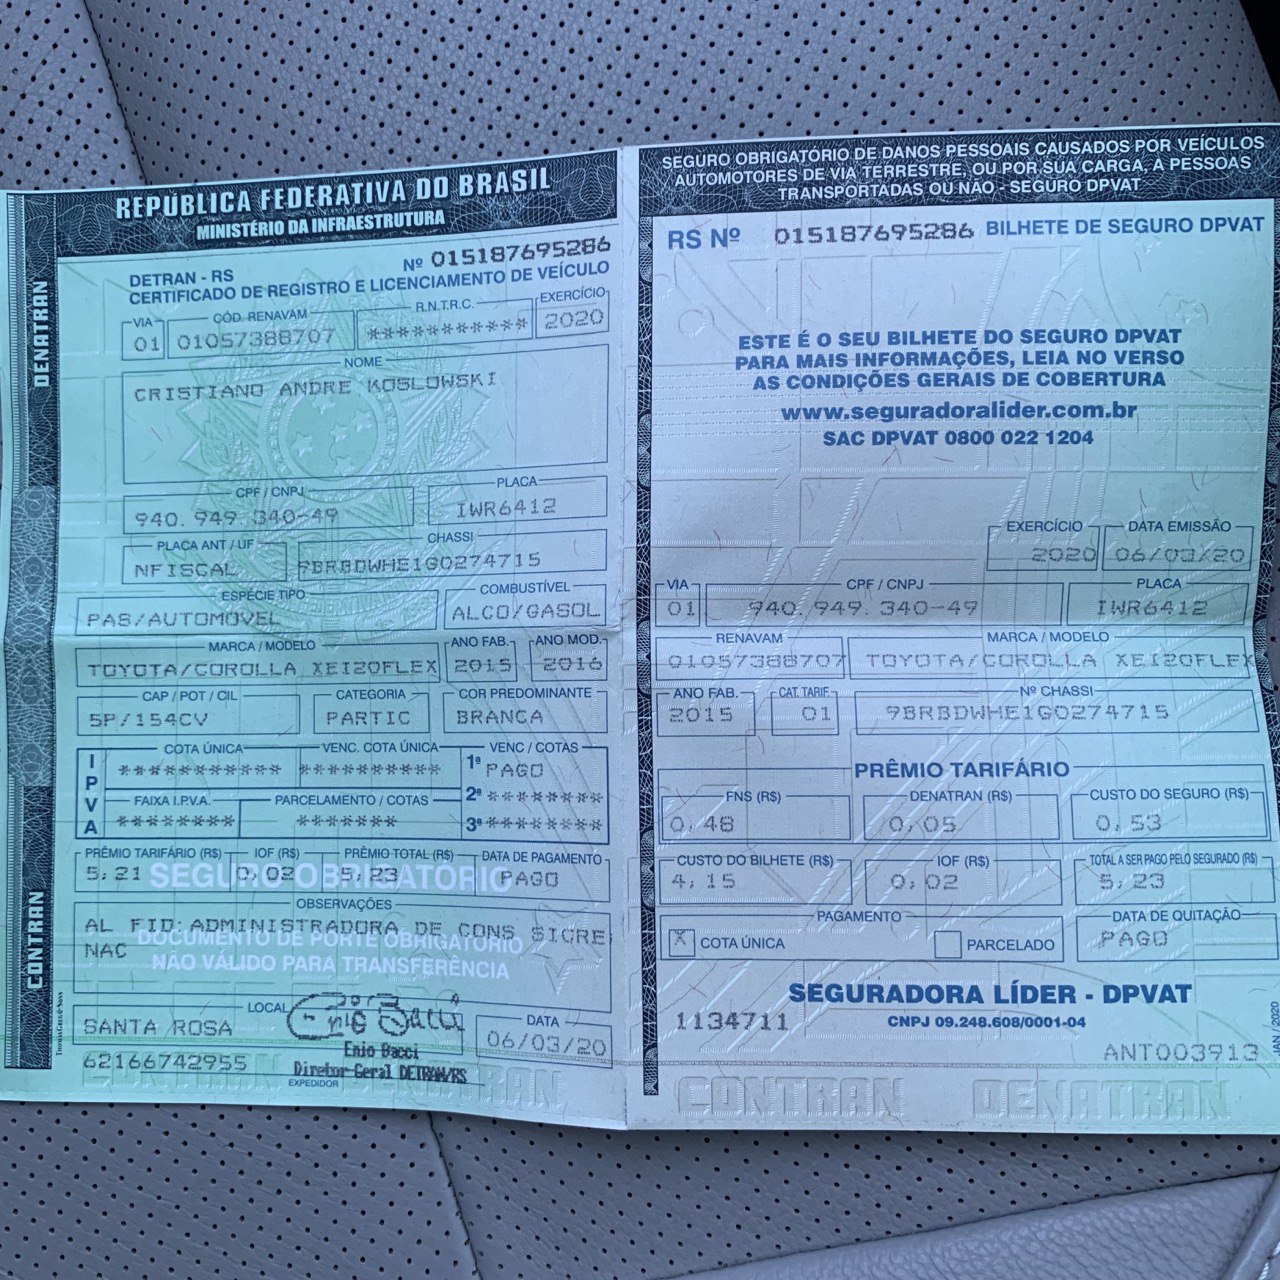 REPÚBLICA FEDERATIVA DO BRASIL
MINISTÉRIO DA INFRAESTRUTURA
DENATRAN
CONTRAN
DETRAN - RS
Nº 015187695286
CERTIFICADO DE REGISTRO E LICENCIAMENTO DE VEÍCULO
VIA CÓD. RENAVAM R.N.T.R.C. EXERCÍCIO
01 01057388707 *********** 2020
NOME
CRISTIANO ANDRE KOSLOWSKI
CPF / CNPJ PLACA
940.949.340-49 IWR6412
PLACA ANT / UF CHASSI
NFISCAL 9BRBDWHE1G0274715
ESPÉCIE TIPO COMBUSTÍVEL
PAS/AUTOMOVEL ALCO/GASOL
MARCA / MODELO ANO FAB. ANO MOD.
TOYOTA/COROLLA XEI20FLEX 2015 2016
CAP / POT / CIL CATEGORIA COR PREDOMINANTE
5P/154CV PARTIC BRANCA
IPVA
COTA ÚNICA VENC. COTA ÚNICA VENC / COTAS
*********** ********** 1ª PAGO
FAIXA I.P.V.A. PARCELAMENTO / COTAS 2ª ********
******** ******* 3ª ********
PRÊMIO TARIFÁRIO (R$) IOF (R$) PRÊMIO TOTAL (R$) DATA DE PAGAMENTO
5,21 0,02 5,23 PAGO
SEGURO OBRIGATÓRIO
OBSERVAÇÕES
AL FID:ADMINISTRADORA DE CONS SICRE
NAC
DOCUMENTO DE PORTE OBRIGATÓRIO
NÃO VÁLIDO PARA TRANSFERÊNCIA
LOCAL DATA
SANTA ROSA 06/03/20
62166742955
Enio Bacci
Diretor-Geral DETRAN/RS
EXPEDIDOR
SEGURO OBRIGATÓRIO DE DANOS PESSOAIS CAUSADOS POR VEÍCULOS
AUTOMOTORES DE VIA TERRESTRE, OU POR SUA CARGA, A PESSOAS
TRANSPORTADAS OU NÃO - SEGURO DPVAT
RS Nº 015187695286 BILHETE DE SEGURO DPVAT
ESTE É O SEU BILHETE DO SEGURO DPVAT
PARA MAIS INFORMAÇÕES, LEIA NO VERSO
AS CONDIÇÕES GERAIS DE COBERTURA
www.seguradoralider.com.br
SAC DPVAT 0800 022 1204
EXERCÍCIO DATA EMISSÃO
2020 06/03/20
VIA CPF / CNPJ PLACA
01 940.949.340-49 IWR6412
RENAVAM MARCA / MODELO
01057388707 TOYOTA/COROLLA XEI20FLEX
ANO FAB. CAT. TARIF. Nº CHASSI
2015 01 9BRBDWHE1G0274715
PRÊMIO TARIFÁRIO
FNS (R$) DENATRAN (R$) CUSTO DO SEGURO (R$)
0,48 0,05 0,53
CUSTO DO BILHETE (R$) IOF (R$) TOTAL A SER PAGO PELO SEGURADO (R$)
4,15 0,02 5,23
PAGAMENTO DATA DE QUITAÇÃO
X COTA ÚNICA PARCELADO PAGO
SEGURADORA LÍDER - DPVAT
CNPJ 09.248.608/0001-04
1134711
ANT003913
JAN / 2020
CONTRAN DENATRAN